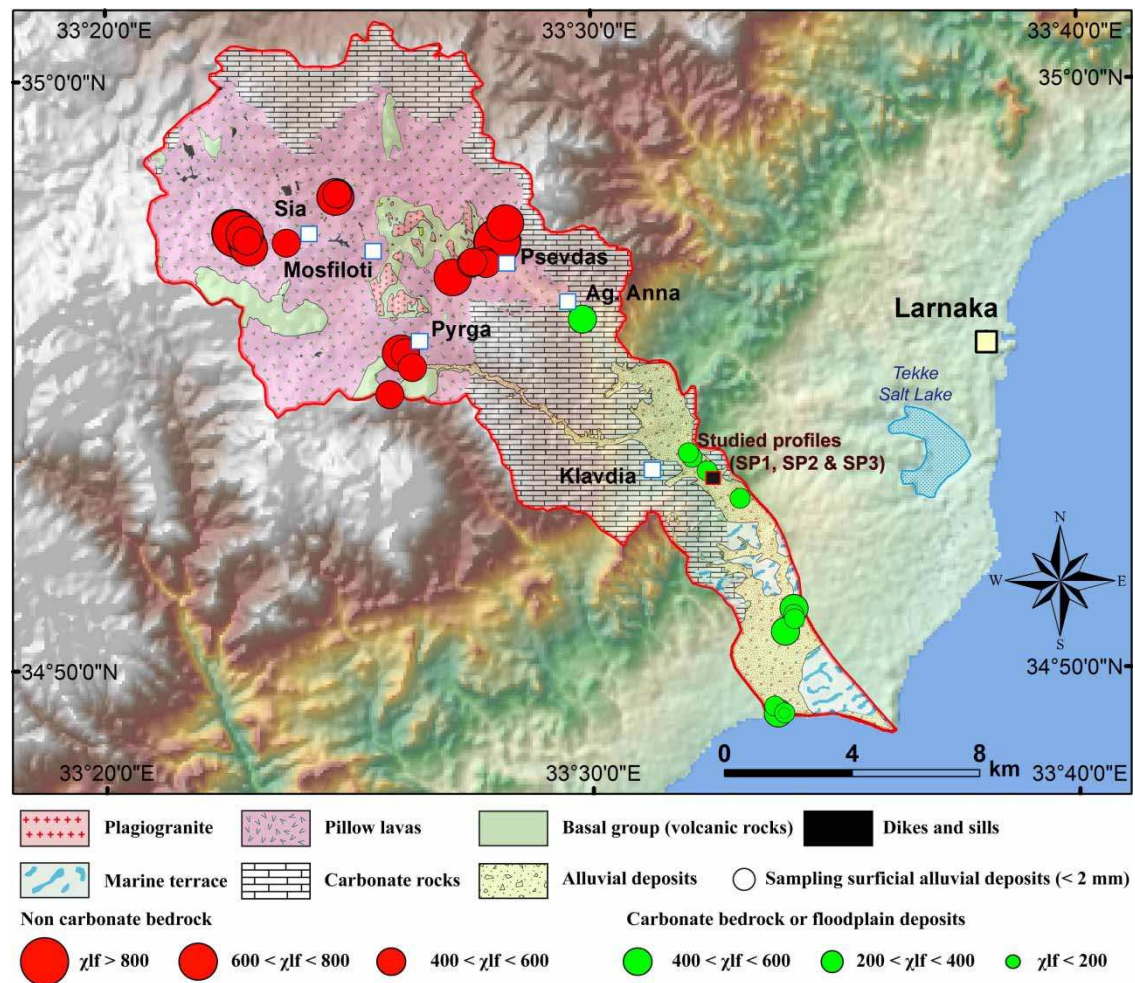 33°20'0"E
33°30'0"E
33°40'0"E
35°0'0"N
35°0'0"N
Sia
Mosfiloti
Psevdas
Ag. Anna
Pyrga
Larnaka
Tekke
Salt Lake
Studied profiles
(SP1, SP2 & SP3)
Klavdia
N
W
E
S
34°50'0"N
34°50'0"N
0
4
8
km
33°20'0"E
33°30'0"E
33°40'0"E
Plagiogranite
Pillow lavas
Basal group (volcanic rocks)
Dikes and sills
Marine terrace
Carbonate rocks
Alluvial deposits
Sampling surficial alluvial deposits (< 2 mm)
Non carbonate bedrock
Carbonate bedrock or floodplain deposits
χlf > 800
600 < χlf < 800
400 < χlf < 600
400 < χlf < 600
200 < χlf < 400
χlf < 200